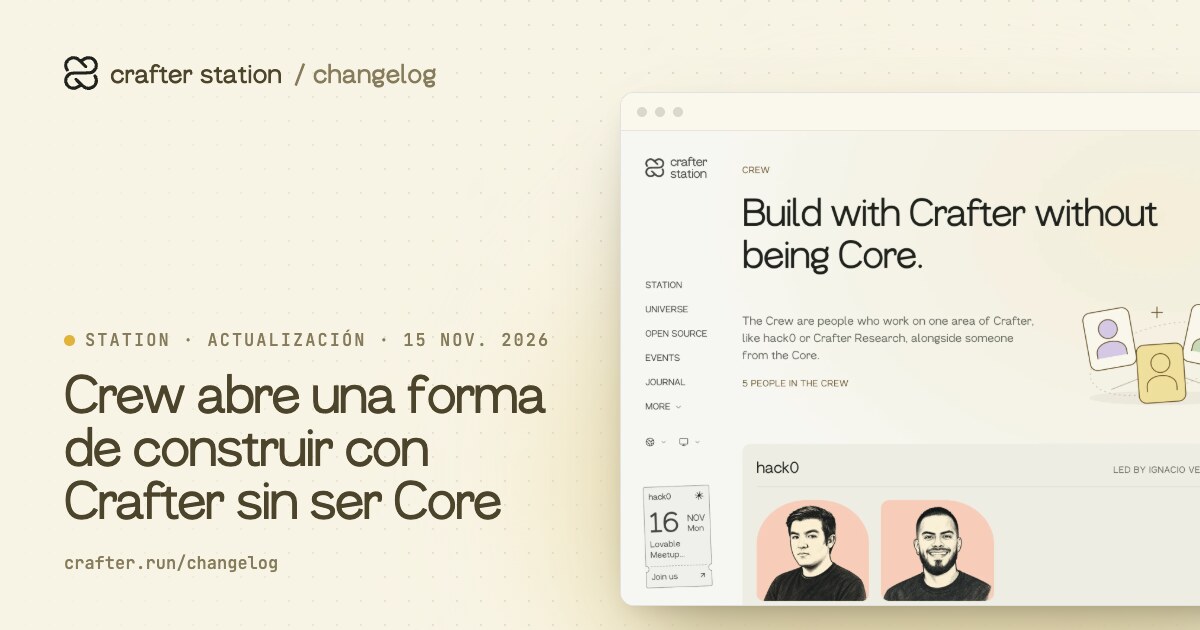 crafter station / changelog
STATION · ACTUALIZACIÓN · 15 NOV. 2026
Crew abre una forma
de construir con
Crafter sin ser Core
crafter.run/changelog
crafter
station
STATION
UNIVERSE
OPEN SOURCE
EVENTS
JOURNAL
MORE
hack0
16
NOV
Mon
Lovable
Meetup...
Join us
CREW
Build with Crafter without
being Core.
The Crew are people who work on one area of Crafter,
like hack0 or Crafter Research, alongside someone
from the Core.
5 PEOPLE IN THE CREW
hack0
LED BY IGNACIO VE